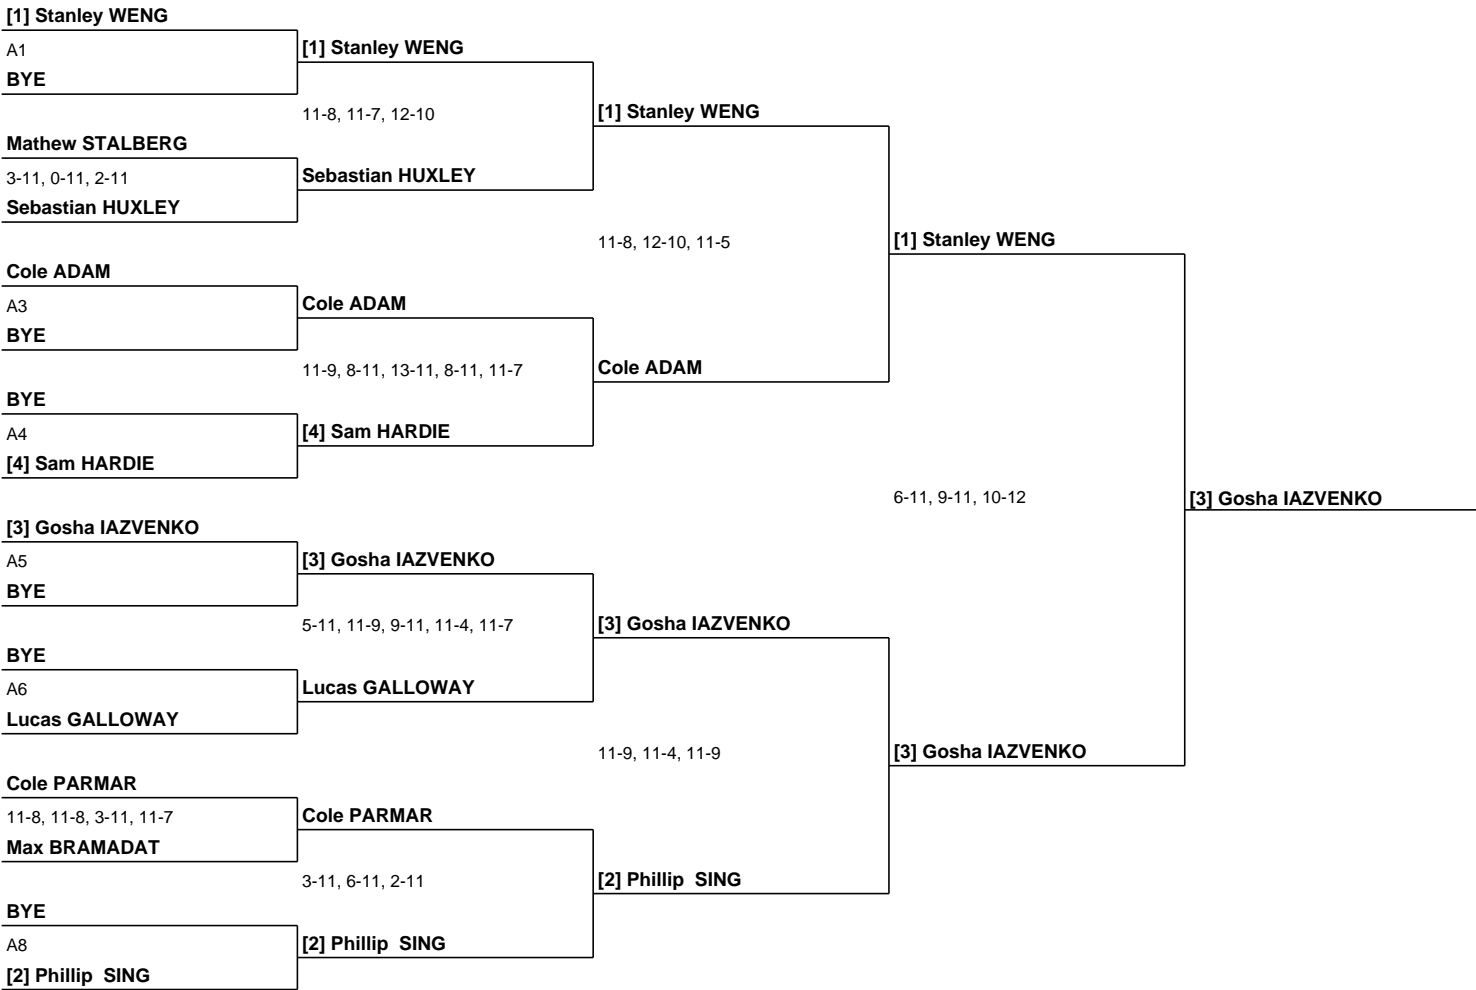 [1] Stanley WENG
A1
BYE
[1] Stanley WENG
11-8, 11-7, 12-10
Mathew STALBERG
3-11, 0-11, 2-11
Sebastian HUXLEY
Sebastian HUXLEY
[1] Stanley WENG
11-8, 12-10, 11-5
Cole ADAM
A3
BYE
Cole ADAM
11-9, 8-11, 13-11, 8-11, 11-7
BYE
A4
[4] Sam HARDIE
[4] Sam HARDIE
Cole ADAM
[1] Stanley WENG
6-11, 9-11, 10-12
[3] Gosha IAZVENKO
[3] Gosha IAZVENKO
A5
BYE
[3] Gosha IAZVENKO
5-11, 11-9, 9-11, 11-4, 11-7
BYE
A6
Lucas GALLOWAY
Lucas GALLOWAY
[3] Gosha IAZVENKO
11-9, 11-4, 11-9
[3] Gosha IAZVENKO
Cole PARMAR
11-8, 11-8, 3-11, 11-7
Max BRAMADAT
Cole PARMAR
3-11, 6-11, 2-11
BYE
A8
[2] Phillip  SING
[2] Phillip  SING
[2] Phillip  SING